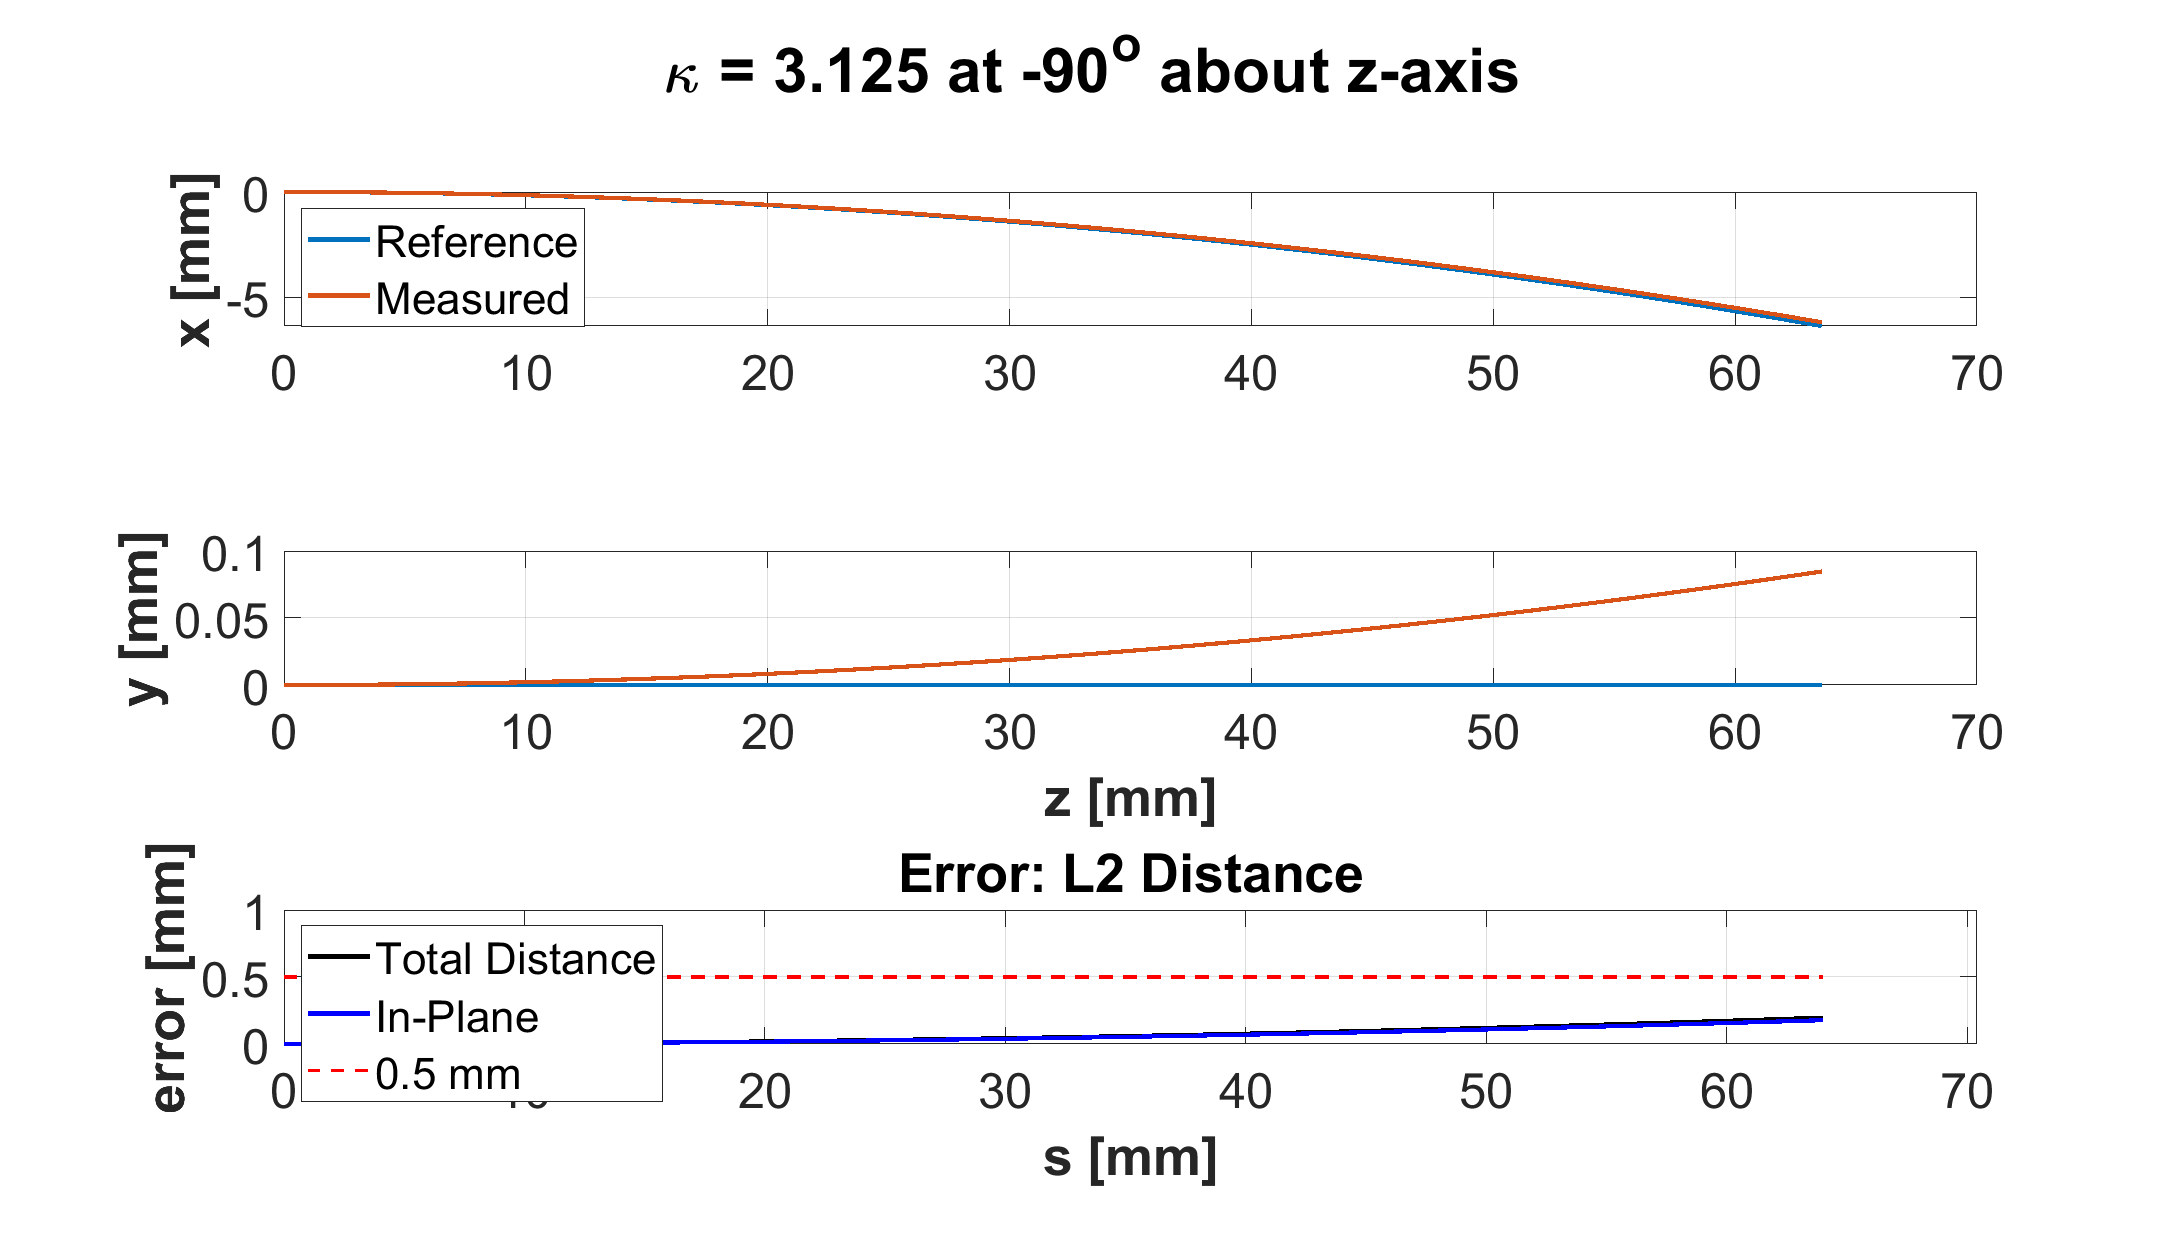 κ = 3.125 at -90° about z-axis
x [mm]
0
-5
Reference
Measured
0 10 20 30 40 50 60 70
y [mm]
0.1
0.05
0
0 10 20 30 40 50 60 70
z [mm]
Error: L2 Distance
error [mm]
1
0.5
0
Total Distance
In-Plane
0.5 mm
0 20 30 40 50 60 70
s [mm]